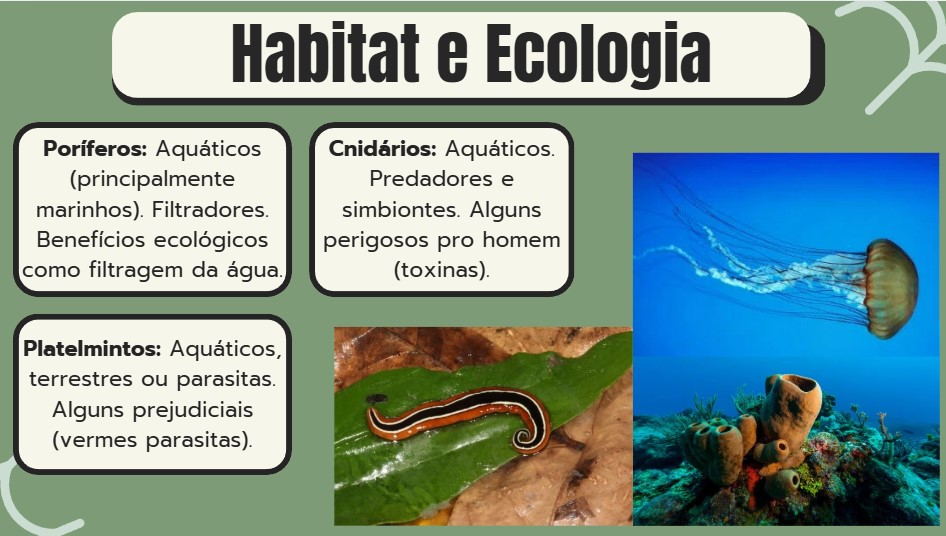 Habitat e Ecologia
Poríferos: Aquáticos
(principalmente
marinhos). Filtradores.
Benefícios ecológicos
como filtragem da água.
Cnidários: Aquáticos.
Predadores e
simbiontes. Alguns
perigosos pro homem
(toxinas).
Platelmintos: Aquáticos,
terrestres ou parasitas.
Alguns prejudiciais
(vermes parasitas).